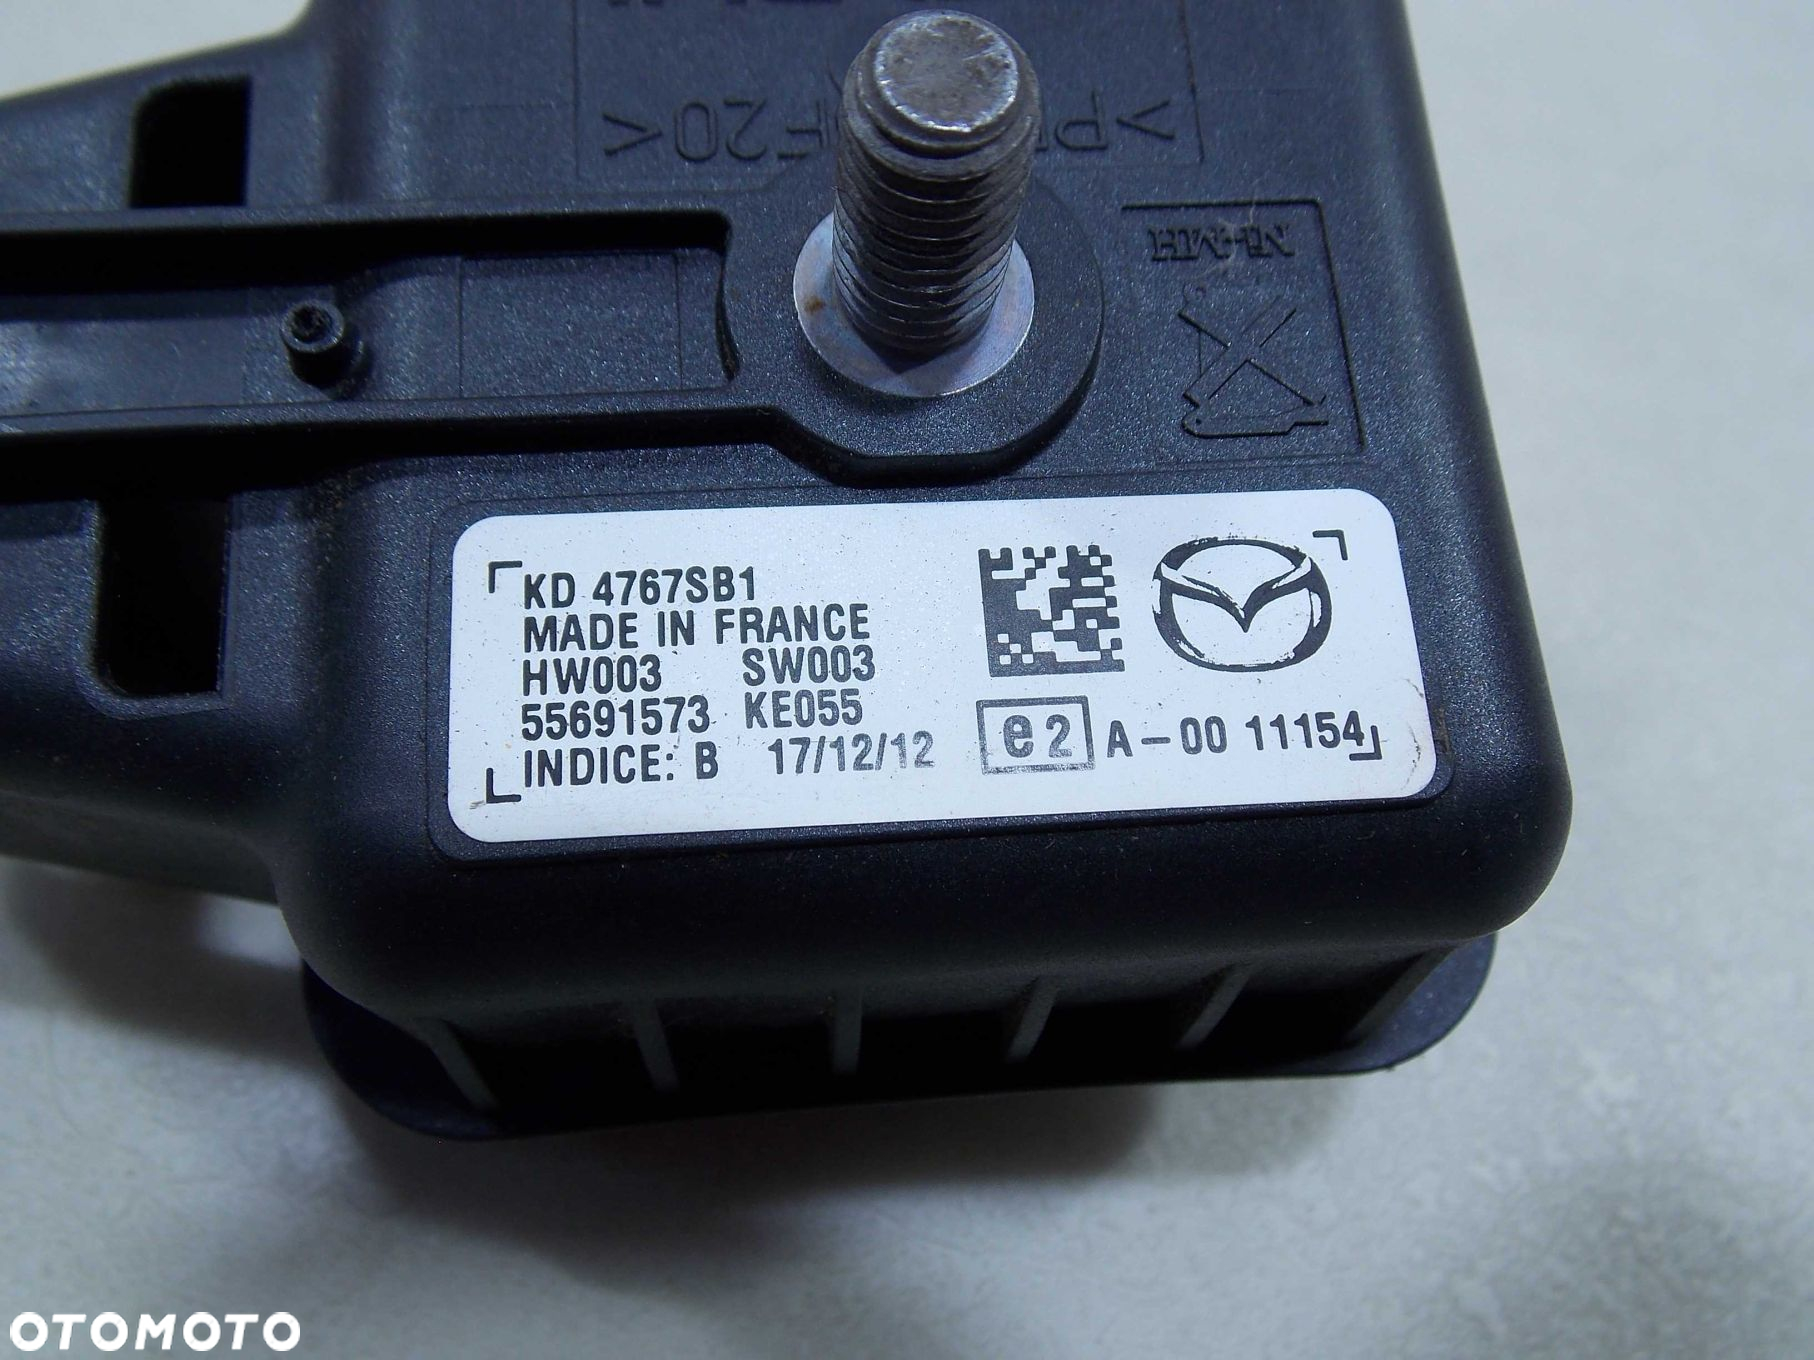 F20<
Ni-MH
KD 4767SB1
MADE IN FRANCE
HW003 SW003
55691573 KE055
INDICE: B 17/12/12
e2 A-00 11154
OTOMOTO